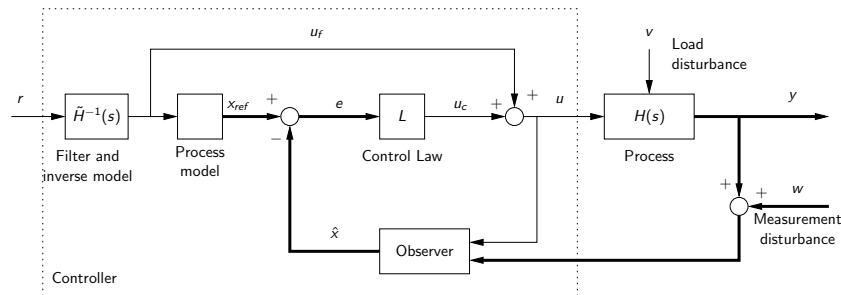 u_f
v
Load
disturbance
r
H̃⁻¹(s)
x_ref
+
e
L
u_c
+
+
u
H(s)
y
−
Filter and
inverse model
Process
model
Control Law
Process
+
+
w
Measurement
disturbance
x̂
Observer
Controller